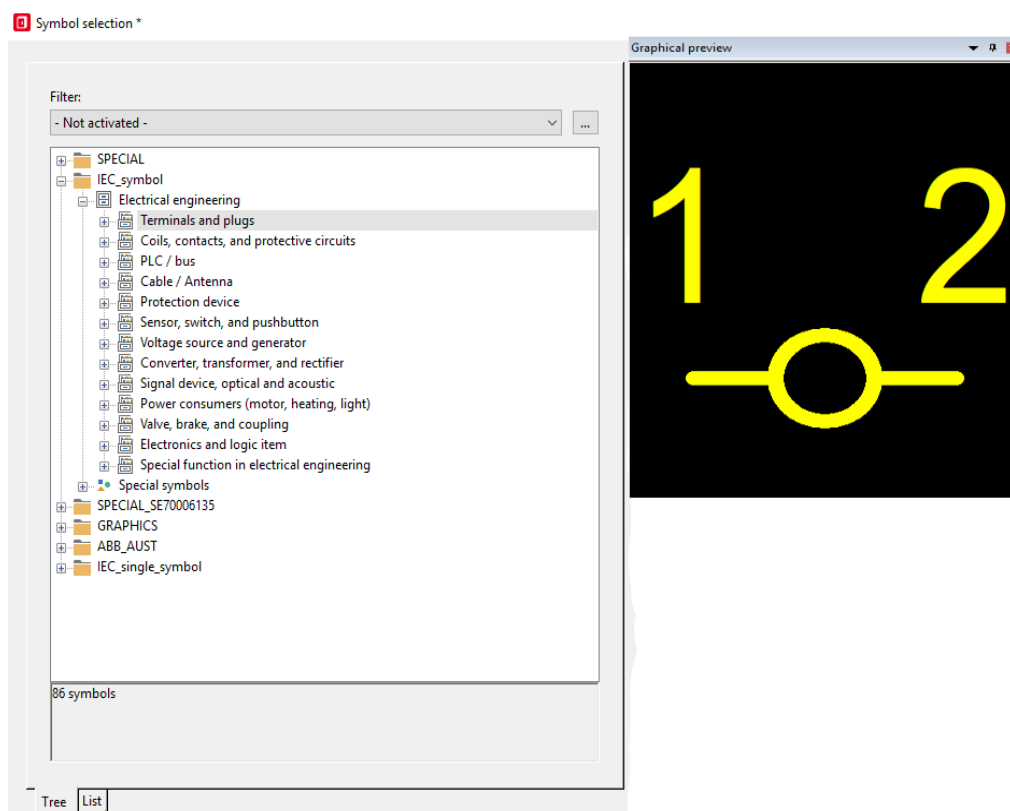 Symbol selection *
Graphical preview
Filter:
- Not activated -
...
SPECIAL
IEC_symbol
Electrical engineering
Terminals and plugs
Coils, contacts, and protective circuits
PLC / bus
Cable / Antenna
Protection device
Sensor, switch, and pushbutton
Voltage source and generator
Converter, transformer, and rectifier
Signal device, optical and acoustic
Power consumers (motor, heating, light)
Valve, brake, and coupling
Electronics and logic item
Special function in electrical engineering
Special symbols
SPECIAL_SE70006135
GRAPHICS
ABB_AUST
IEC_single_symbol
86 symbols
Tree List
1 2